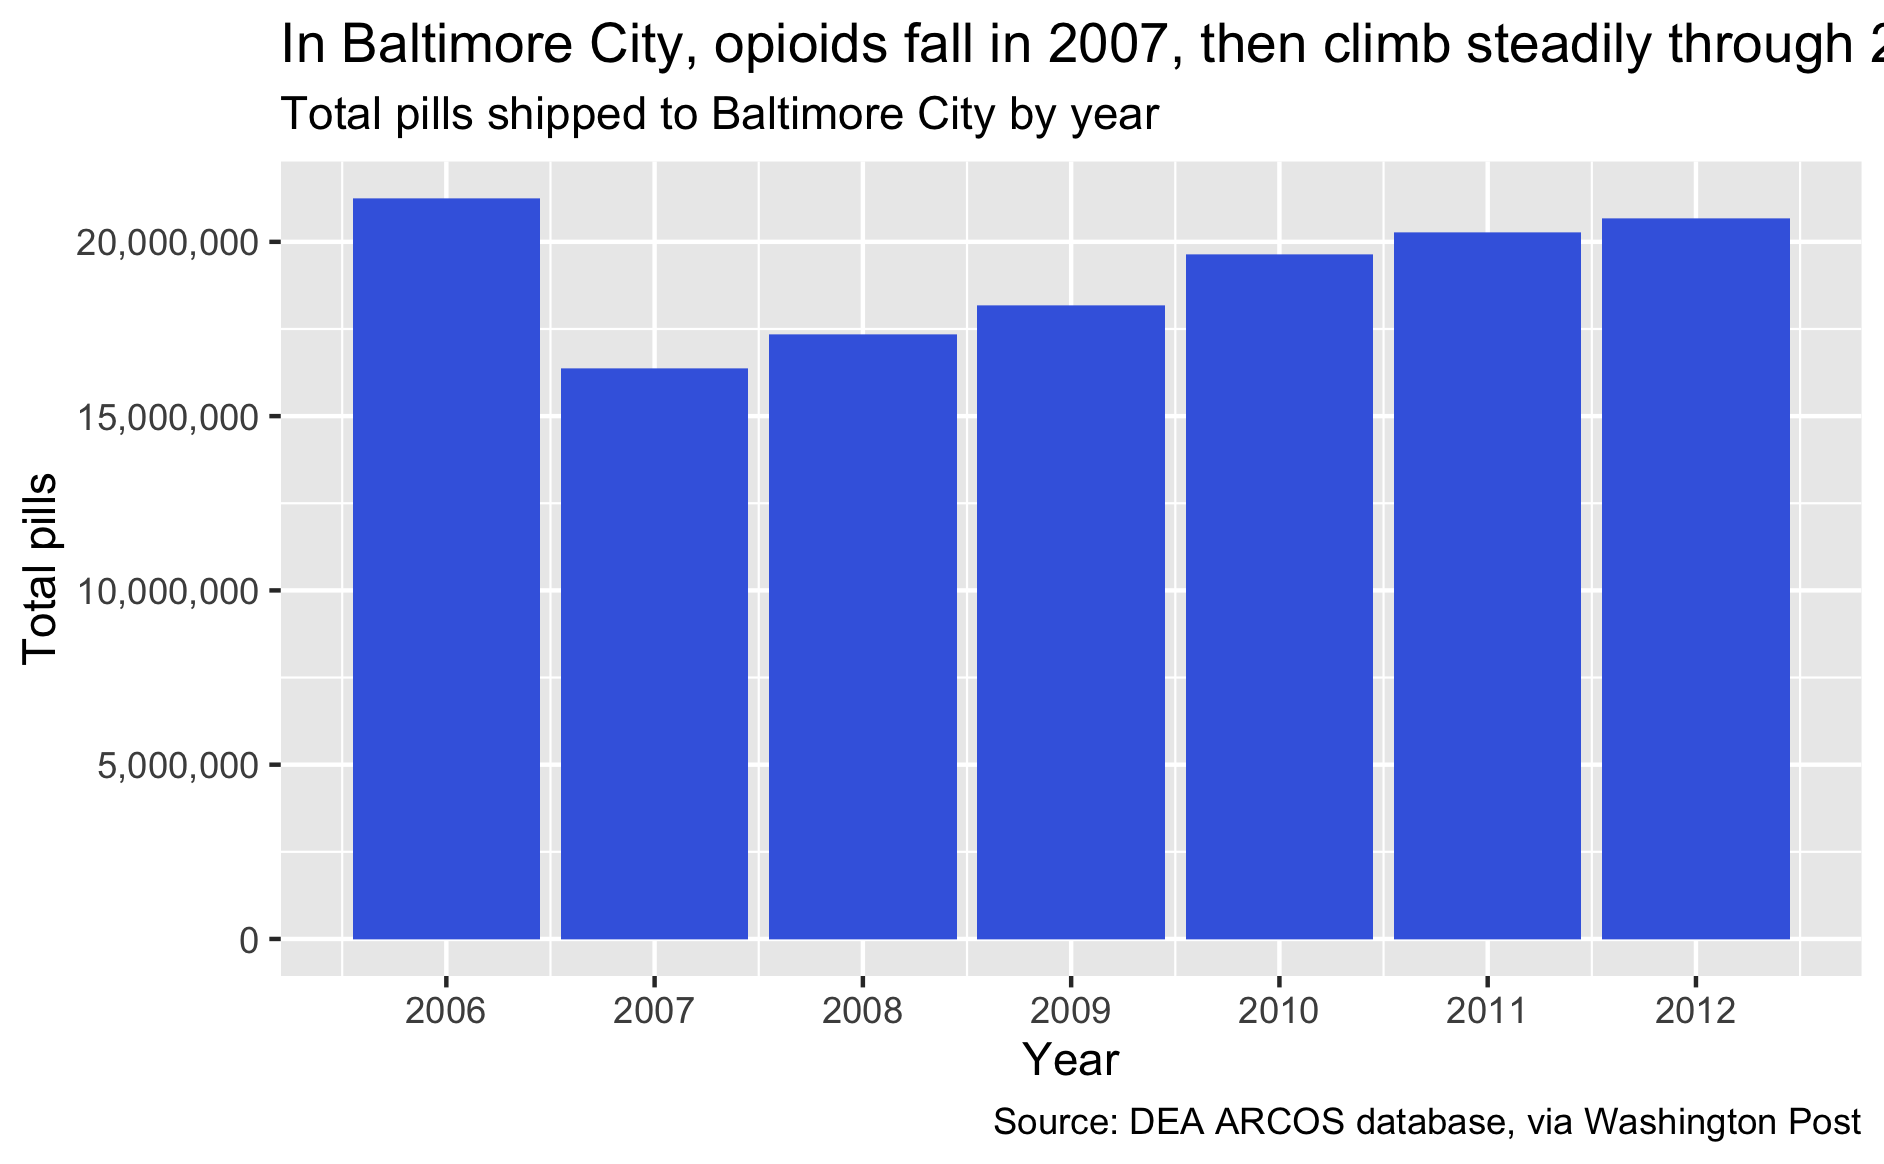 In Baltimore City, opioids fall in 2007, then climb steadily through
Total pills shipped to Baltimore City by year
Total pills
20,000,000
15,000,000
10,000,000
5,000,000
0
2006 2007 2008 2009 2010 2011 2012
Year
Source: DEA ARCOS database, via Washington Post